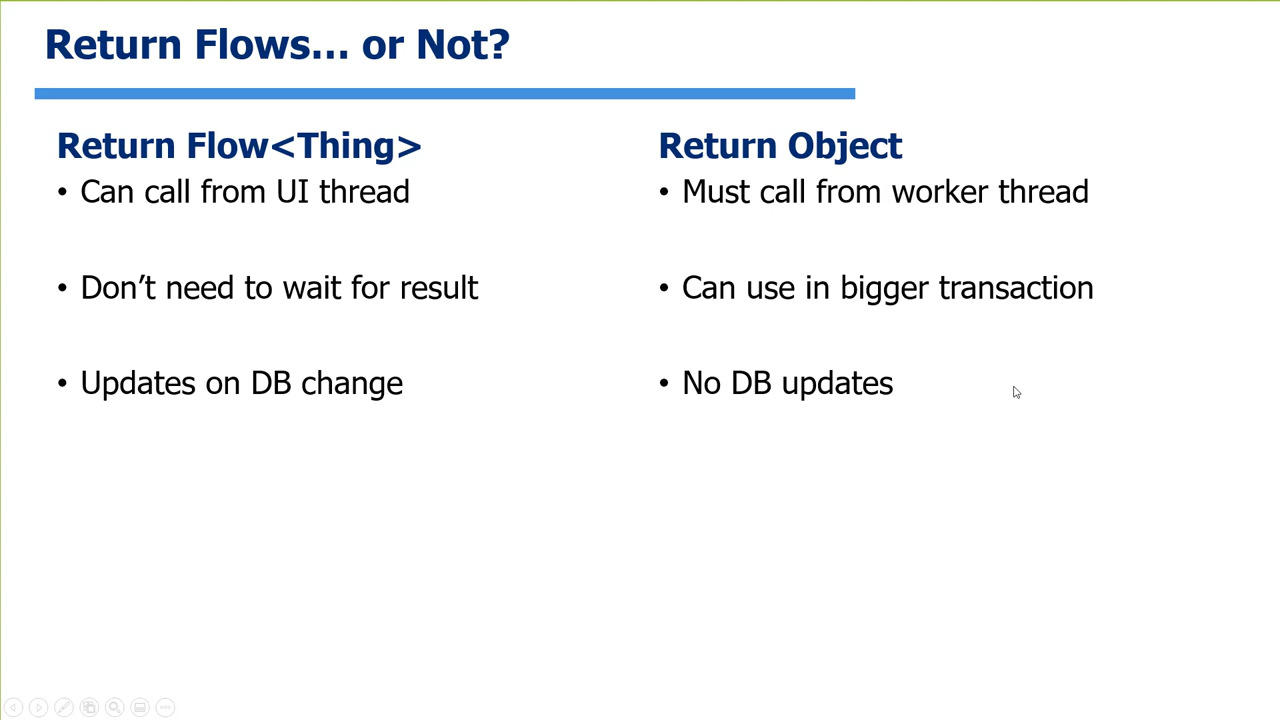 Return Flows... or Not?
Return Flow<Thing>
• Can call from UI thread
• Don’t need to wait for result
• Updates on DB change
Return Object
• Must call from worker thread
• Can use in bigger transaction
• No DB updates